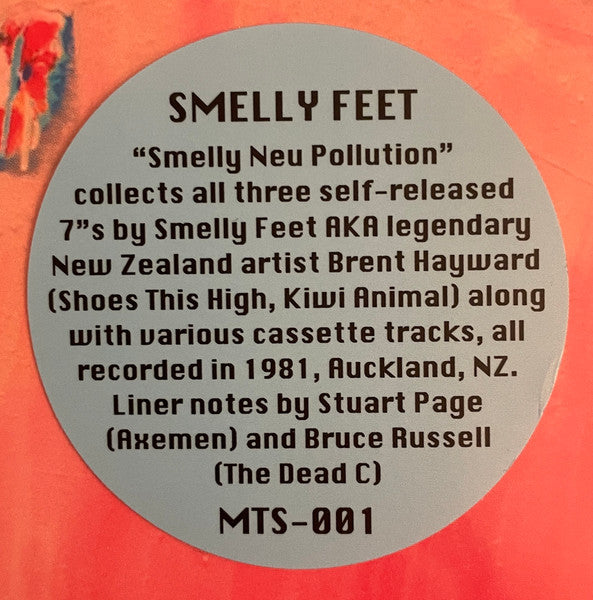 SMELLY FEET
“Smelly Neu Pollution”
collects all three self-released
7”s by Smelly Feet AKA legendary
New Zealand artist Brent Hayward
(Shoes This High, Kiwi Animal) along
with various cassette tracks, all
recorded in 1981, Auckland, NZ.
Liner notes by Stuart Page
(Axemen) and Bruce Russell
(The Dead C)
MTS-001